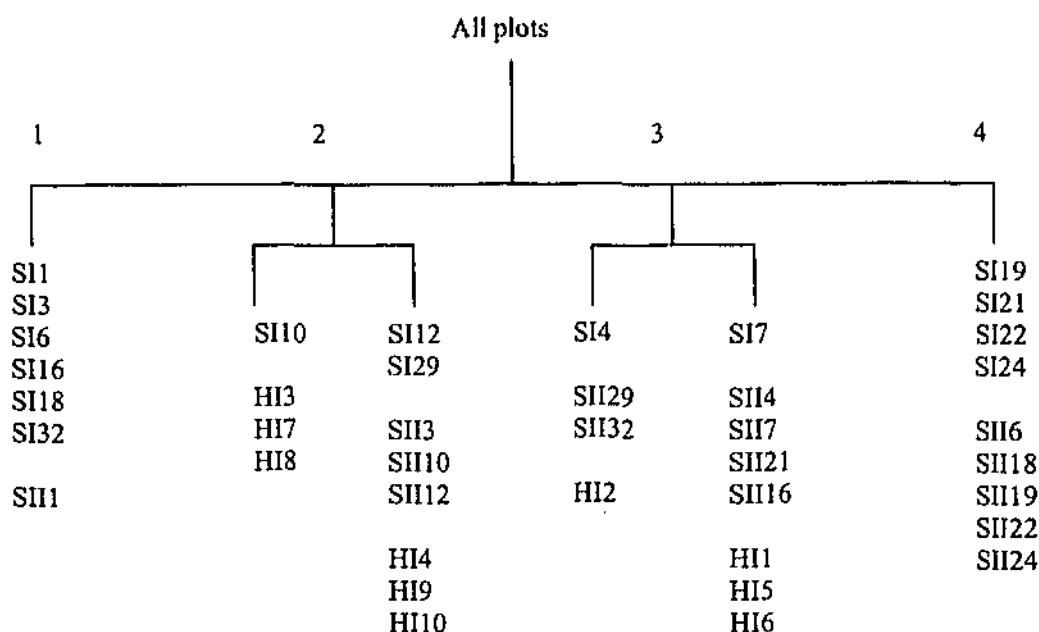 All plots
1 2 3 4
SI1 SI19
SI3 SI21
SI6 SI10 SI12 SI4 SI7 SI22
SI16 SI29 SI24
SI18 HI3 SII29 SII4
SI32 HI7 SII3 SII32 SII7 SII6
HI8 SII10 SII21 SII18
SII1 SII12 HI2 SII16 SII19
SII22
HI4 HI1 SII24
HI9 HI5
HI10 HI6